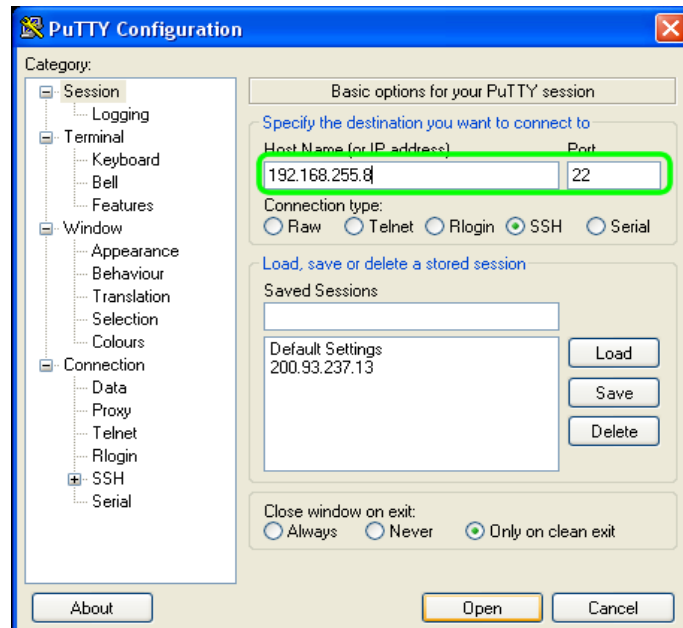 PuTTY Configuration
Category:
Session
Logging
Terminal
Keyboard
Bell
Features
Window
Appearance
Behaviour
Translation
Selection
Colours
Connection
Data
Proxy
Telnet
Rlogin
SSH
Serial
Basic options for your PuTTY session
Specify the destination you want to connect to
Host Name (or IP address) Port
192.168.255.8 22
Connection type:
Raw Telnet Rlogin SSH Serial
Load, save or delete a stored session
Saved Sessions
Default Settings
200.93.237.13
Load
Save
Delete
Close window on exit:
Always Never Only on clean exit
About Open Cancel